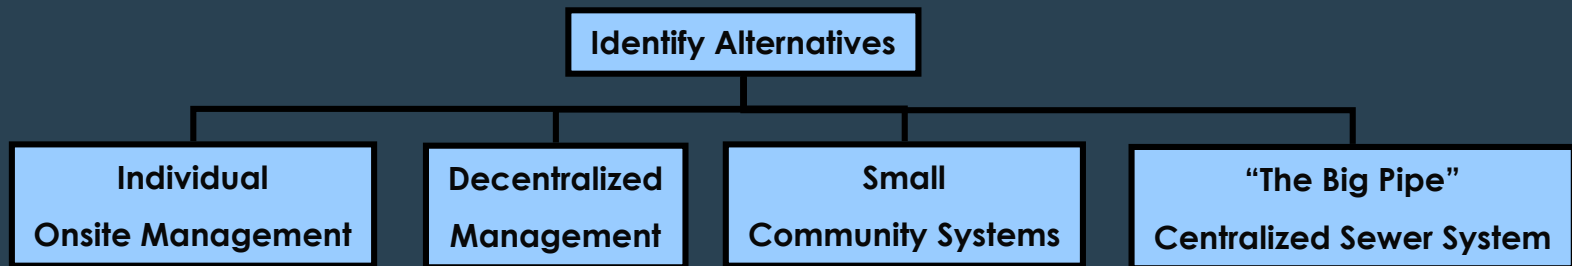 Identify Alternatives
Individual
Onsite Management
Decentralized
Management
Small
Community Systems
“The Big Pipe”
Centralized Sewer System